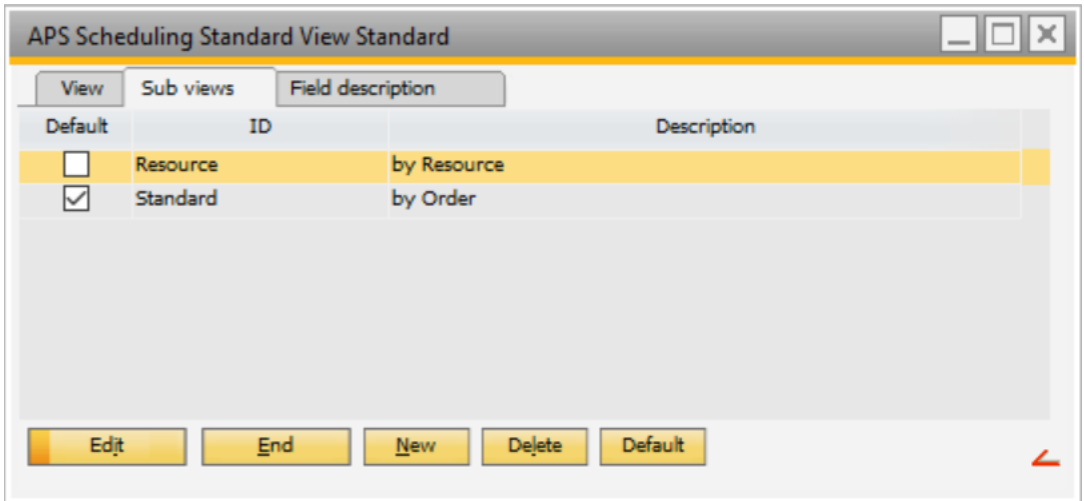 APS Scheduling Standard View Standard
View Sub views Field description
Default ID Description
Resource by Resource
Standard by Order
Edit End New Delete Default